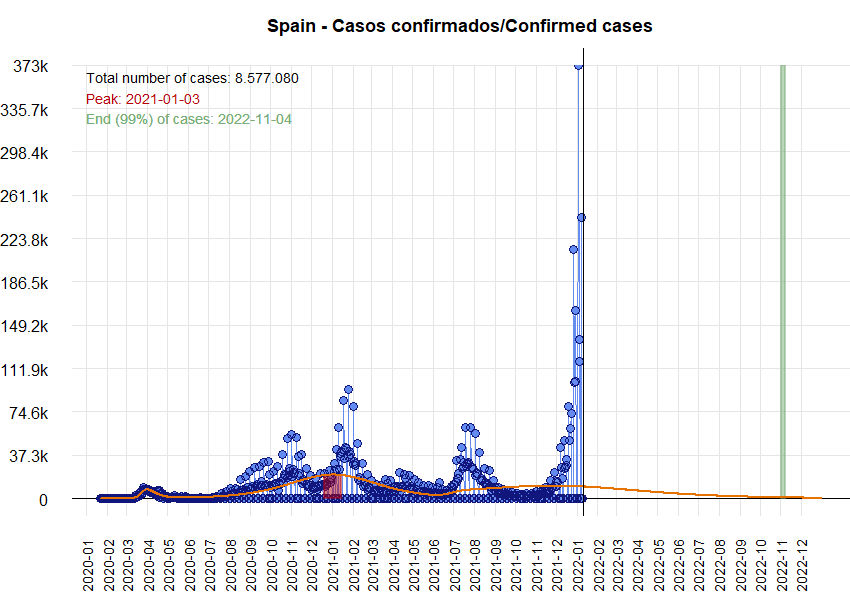 Spain - Casos confirmados/Confirmed cases
373k
335.7k
298.4k
261.1k
223.8k
186.5k
149.2k
111.9k
74.6k
37.3k
0
Total number of cases: 8.577.080
Peak: 2021-01-03
End (99%) of cases: 2022-11-04
2020-01
2020-02
2020-03
2020-04
2020-05
2020-06
2020-07
2020-08
2020-09
2020-10
2020-11
2020-12
2021-01
2021-02
2021-03
2021-04
2021-05
2021-06
2021-07
2021-08
2021-09
2021-10
2021-11
2021-12
2022-01
2022-02
2022-03
2022-04
2022-05
2022-06
2022-07
2022-08
2022-09
2022-10
2022-11
2022-12